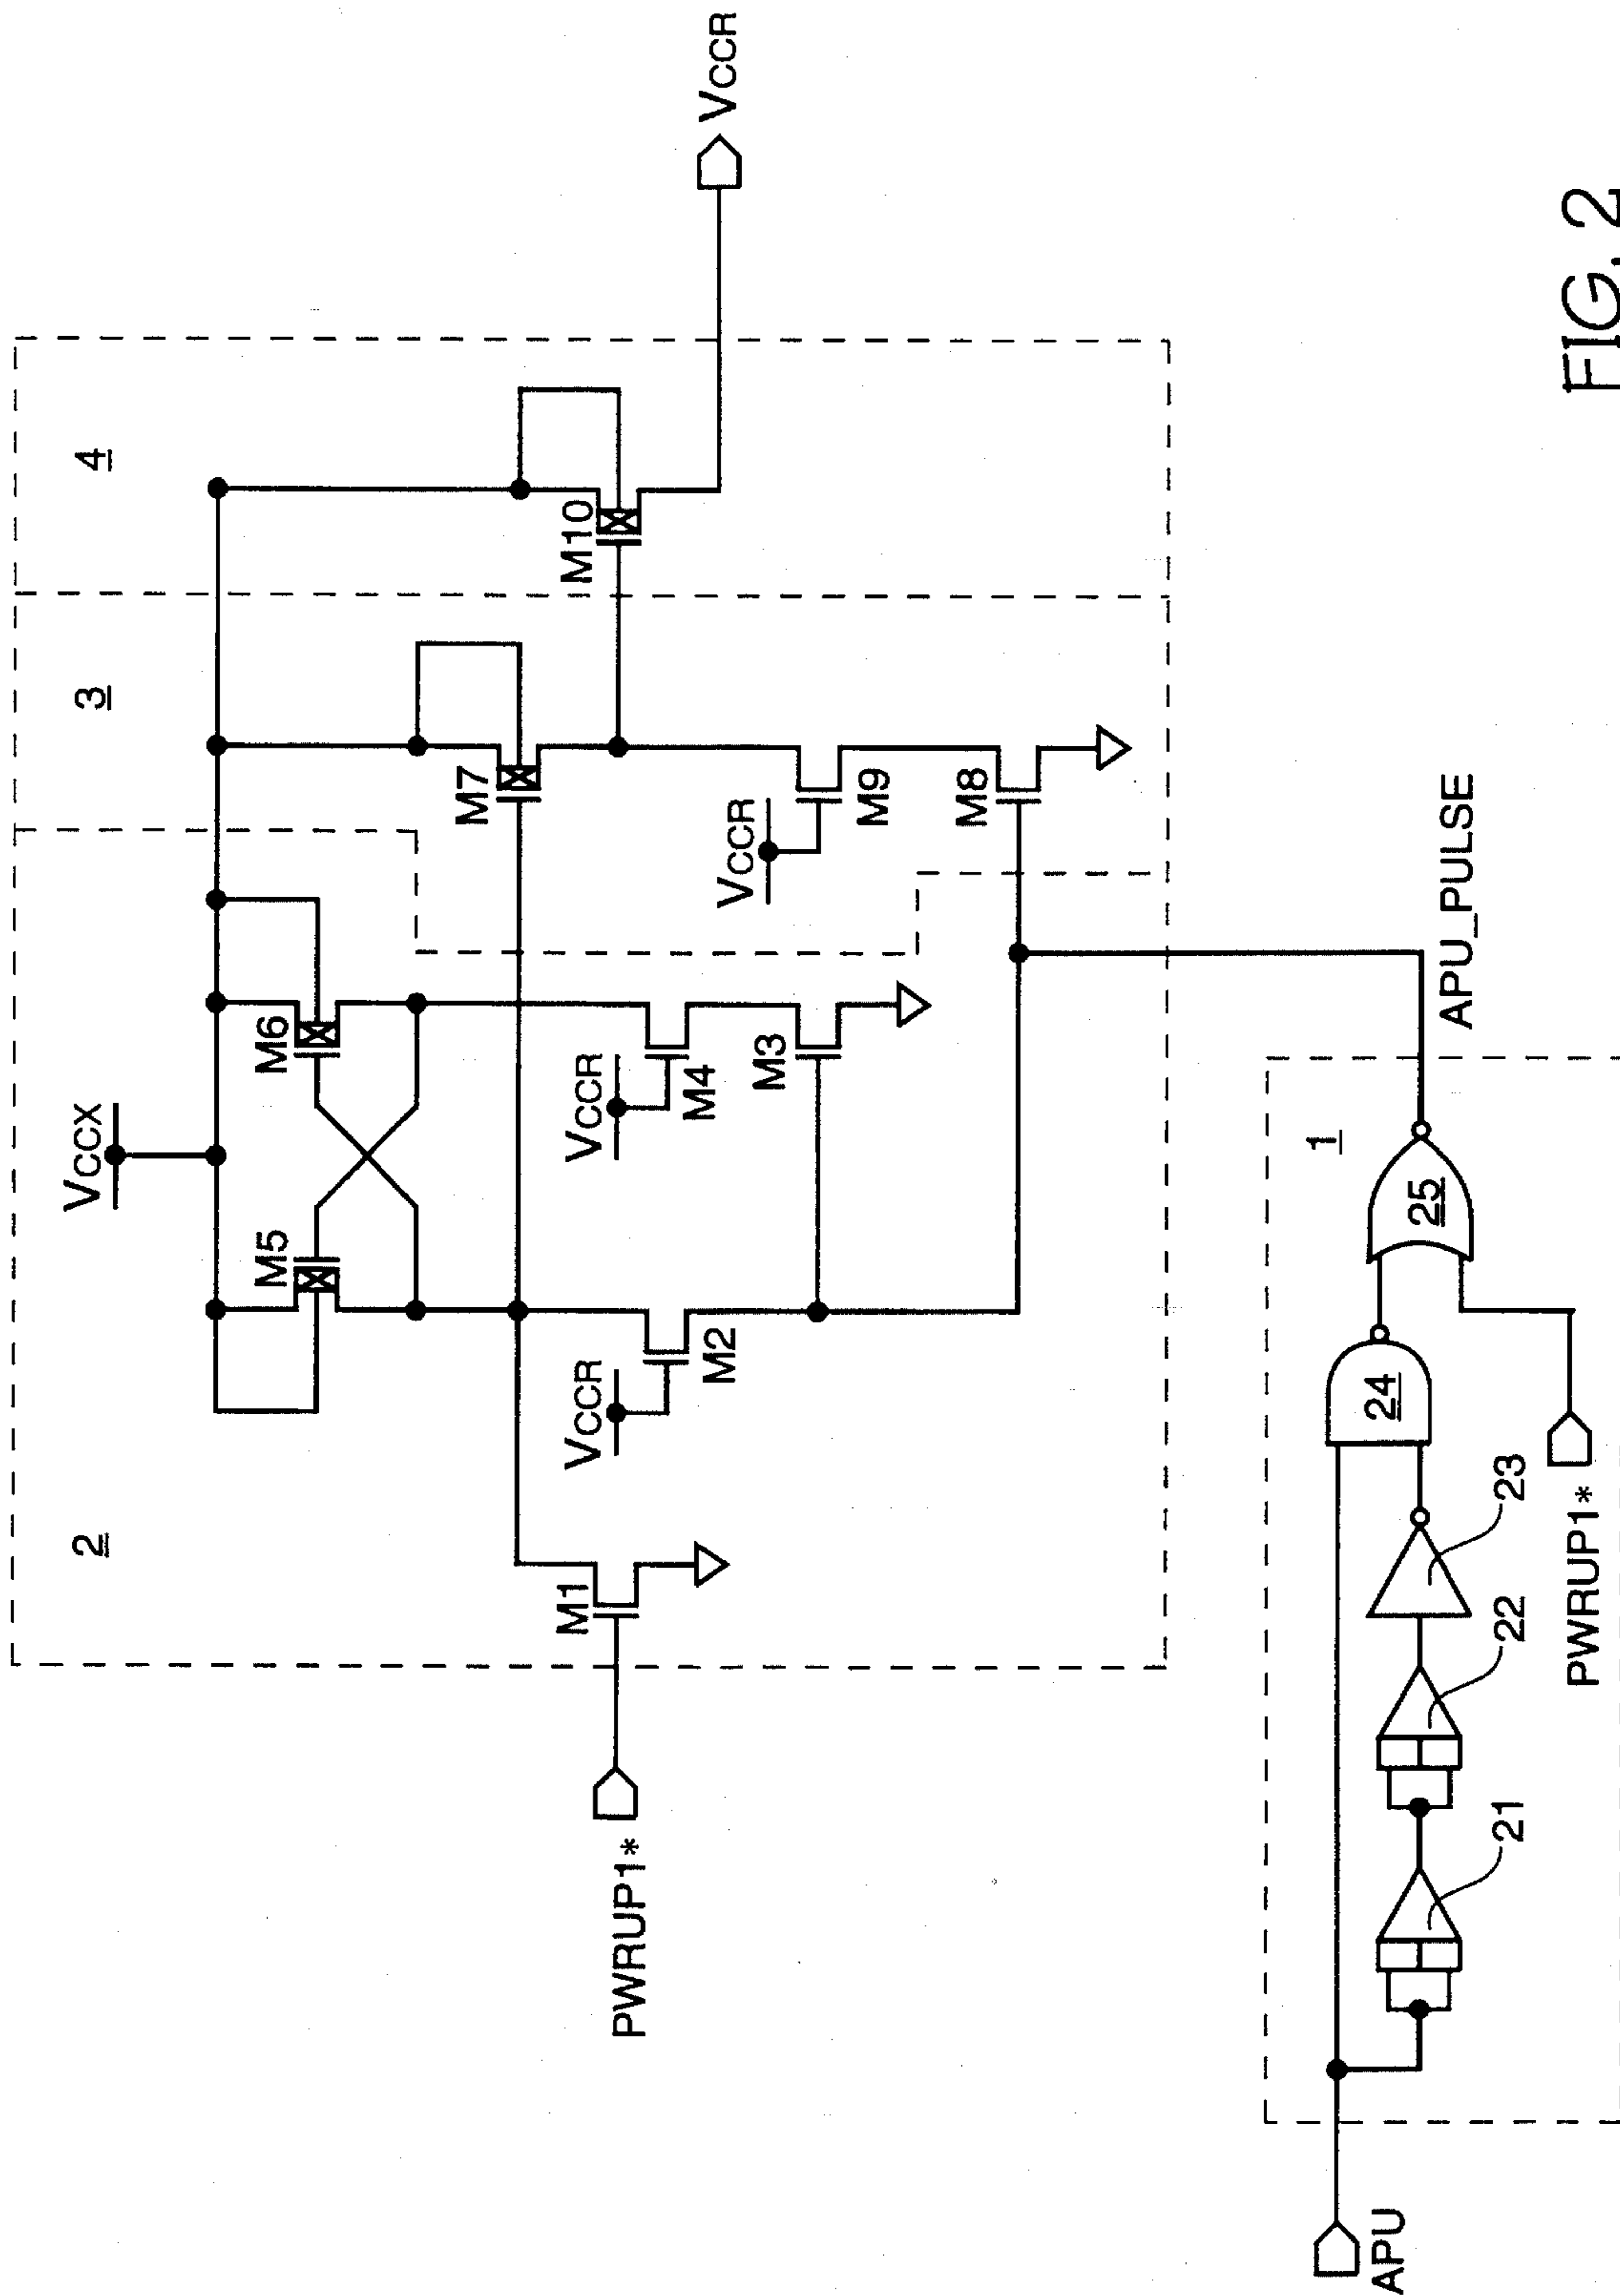 2
3
4
VCCX
M5
M6
M7
M10
VCCR
PWRUP1*
M1
VCCR
M2
VCCR
M4
M3
VCCR
M9
M8
APU
21
22
23
24
25
1
PWRUP1*
APU_PULSE
FIG. 2